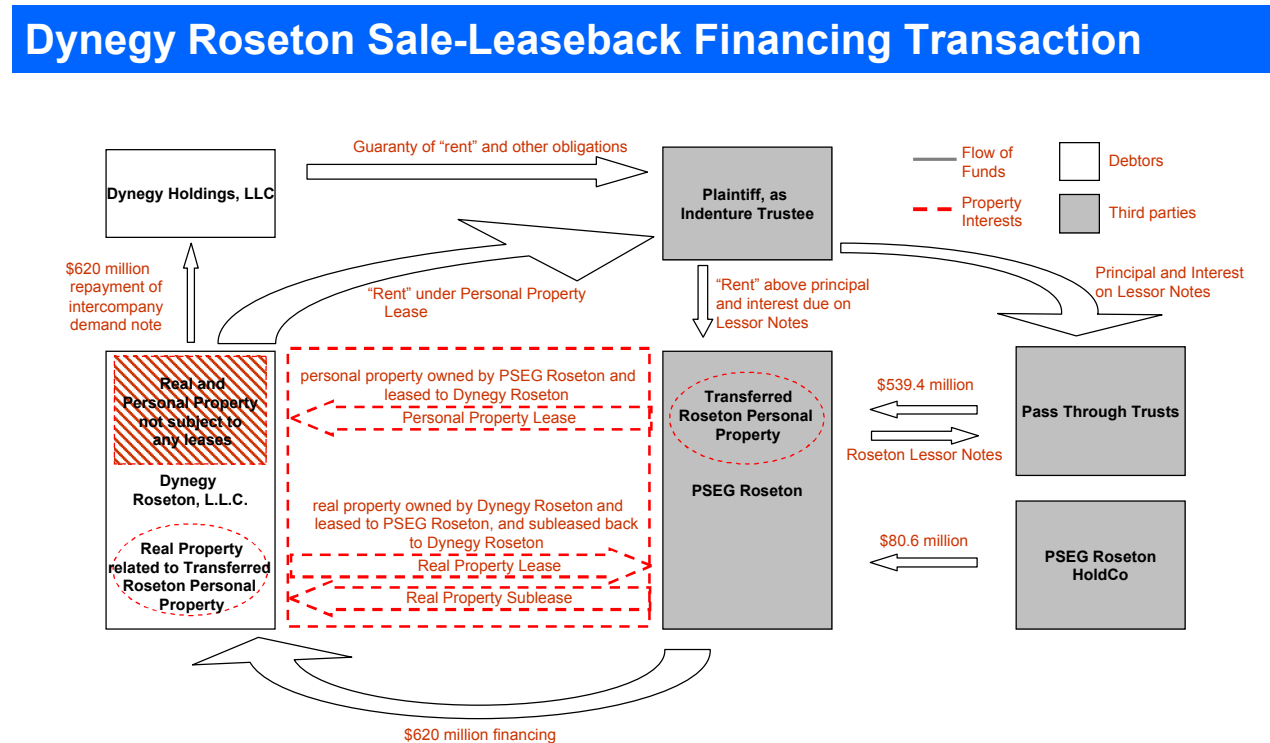 Dynegy Roseton Sale-Leaseback Financing Transaction
Guaranty of “rent” and other obligations
Flow of
Funds
Debtors
Property
Interests
Third parties
Dynegy Holdings, LLC
Plaintiff, as
Indenture Trustee
$620 million
repayment of
intercompany
demand note
“Rent” under Personal Property
Lease
“Rent” above principal
and interest due on
Lessor Notes
Principal and Interest
on Lessor Notes
Real and
Personal Property
not subject to
any leases
Dynegy
Roseton, L.L.C.
Real Property
related to Transferred
Roseton Personal
Property
personal property owned by PSEG Roseton and
leased to Dynegy Roseton
Personal Property Lease
real property owned by Dynegy Roseton and
leased to PSEG Roseton, and subleased back
to Dynegy Roseton
Real Property Lease
Real Property Sublease
Transferred
Roseton Personal
Property
PSEG Roseton
$539.4 million
Roseton Lessor Notes
Pass Through Trusts
$80.6 million
PSEG Roseton
HoldCo
$620 million financing